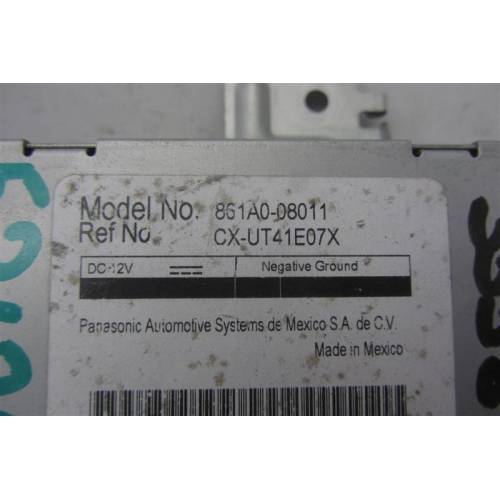 Model No. 861A0-08011
Ref No CX-UT41E07X
DC-12V Negative Ground
Panasonic Automotive Systems de Mexico S.A. de C.V.
Made in Mexico